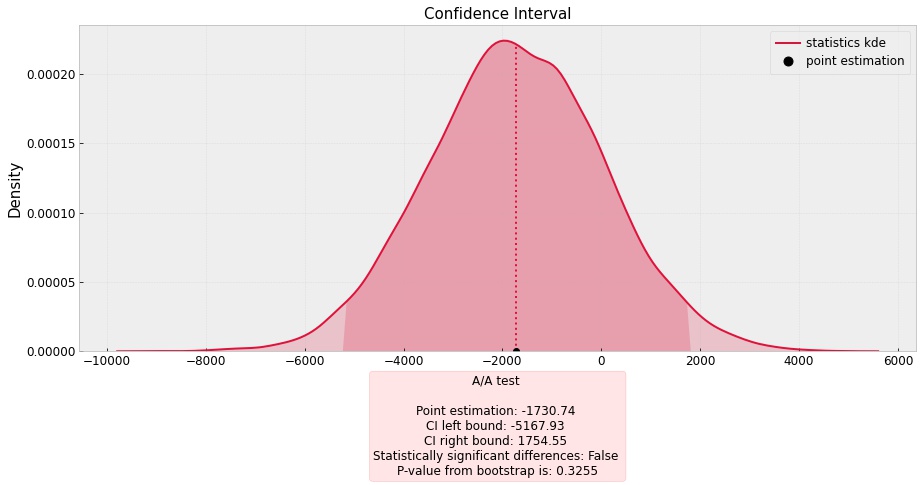 Confidence Interval
statistics kde
point estimation
Density
0.00020
0.00015
0.00010
0.00005
0.00000
−10000 −8000 −6000 −4000 −2000 0 2000 4000 6000
A/A test
Point estimation: -1730.74
CI left bound: -5167.93
CI right bound: 1754.55
Statistically significant differences: False
P-value from bootstrap is: 0.3255